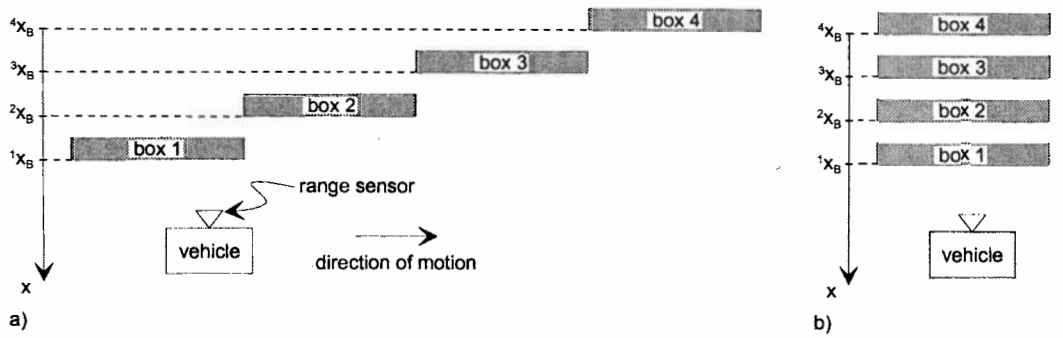 ⁴X_B
box 4
³X_B
box 3
²X_B
box 2
¹X_B
box 1
range sensor
vehicle
direction of motion
x
a)
⁴X_B
box 4
³X_B
box 3
²X_B
box 2
¹X_B
box 1
vehicle
x
b)